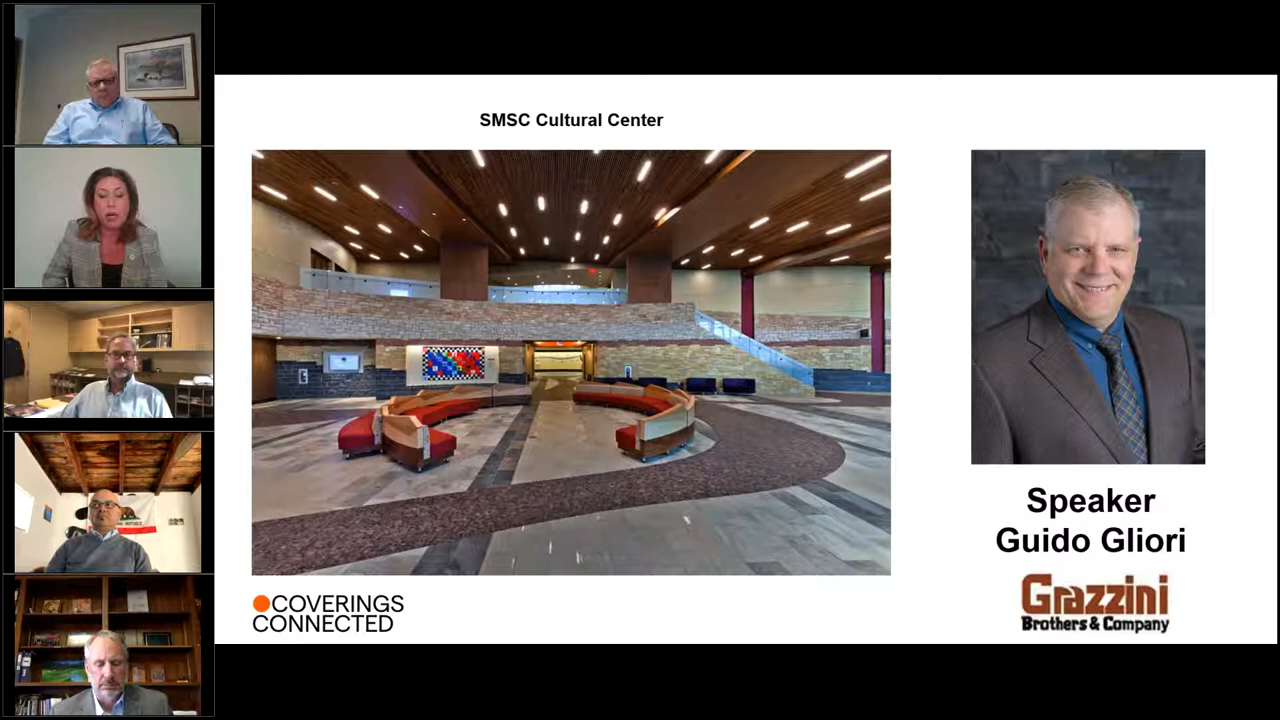 SMSC Cultural Center
Speaker
Guido Gliori
COVERINGS
CONNECTED
Grazzini
Brothers & Company